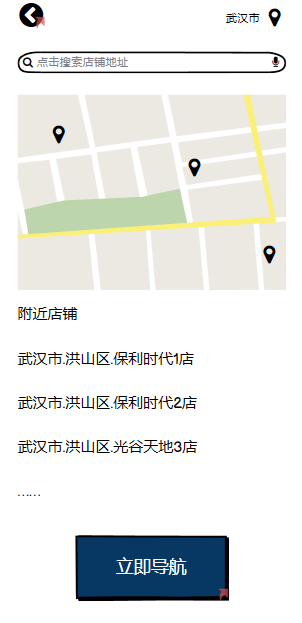 武汉市
点击搜索店铺地址
附近店铺
武汉市.洪山区.保利时代1店
武汉市.洪山区.保利时代2店
武汉市.洪山区.光谷天地3店
……
立即导航